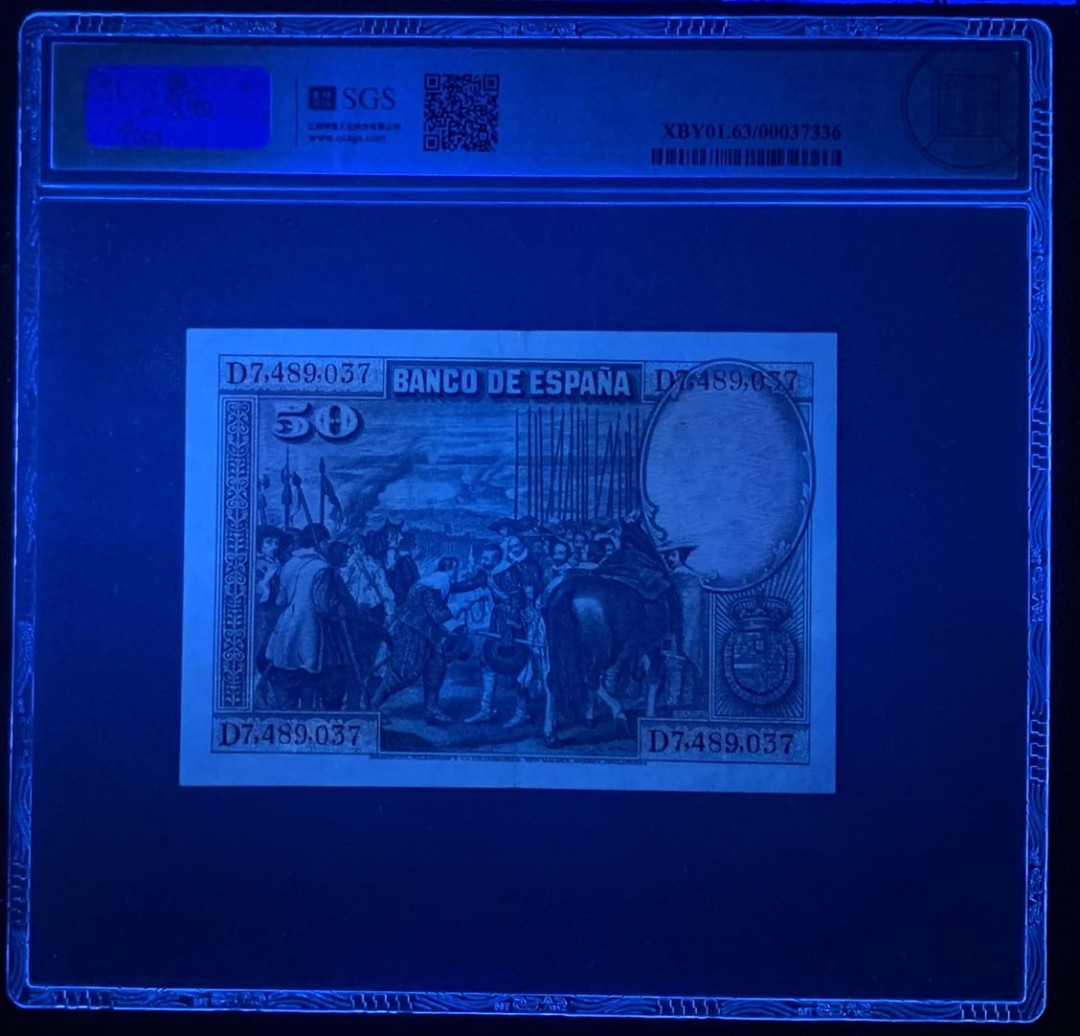 SGS
www.qcsgs.com
XBY01.63/00037336
D7,489,037 BANCO DE ESPAÑA D7,489,037
50
D7,489,037 D7,489,037